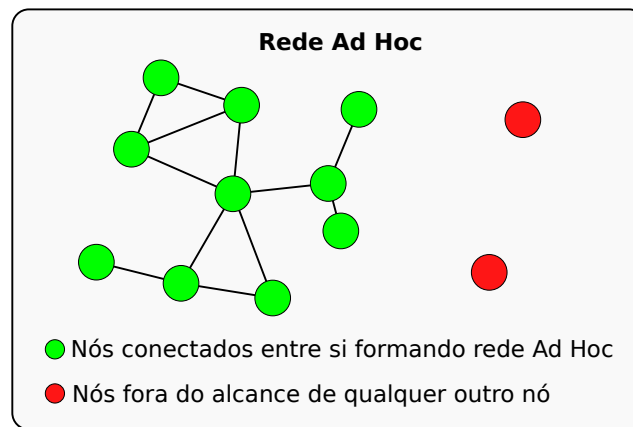 Rede Ad Hoc
Nós conectados entre si formando rede Ad Hoc
Nós fora do alcance de qualquer outro nó